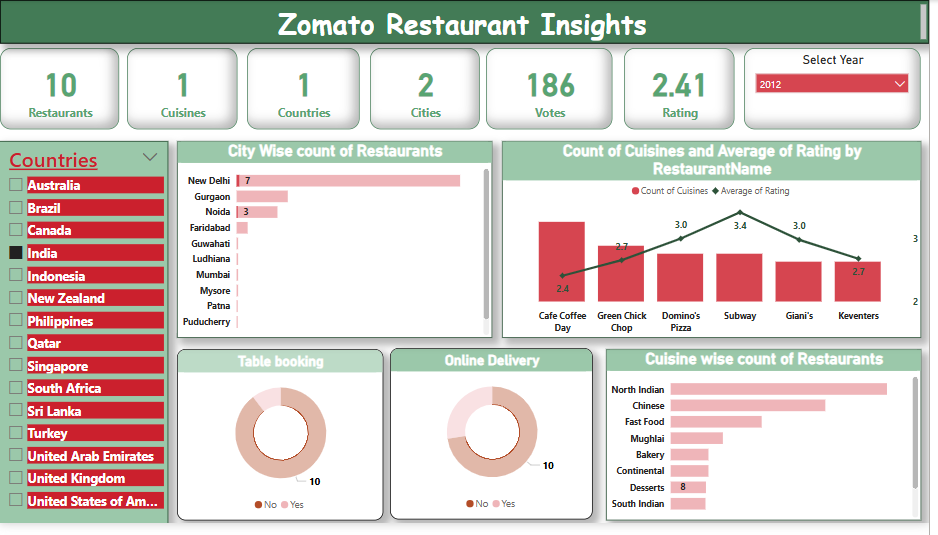 Zomato Restaurant Insights
10
Restaurants
1
Cuisines
1
Countries
2
Cities
186
Votes
2.41
Rating
Select Year
2012
Countries
Australia
Brazil
Canada
India
Indonesia
New Zealand
Philippines
Qatar
Singapore
South Africa
Sri Lanka
Turkey
United Arab Emirates
United Kingdom
United States of Am...
City Wise count of Restaurants
New Delhi 7
Gurgaon
Noida 3
Faridabad
Guwahati
Ludhiana
Mumbai
Mysore
Patna
Puducherry
Count of Cuisines and Average of Rating by
RestaurantName
Count of Cuisines Average of Rating
2.4 2.7 3.0 3.4 3.0 2.7
3
2
Cafe Coffee Day
Green Chick Chop
Domino's Pizza
Subway
Giani's
Keventers
Table booking
10
No Yes
Online Delivery
10
No Yes
Cuisine wise count of Restaurants
North Indian
Chinese
Fast Food
Mughlai
Bakery
Continental
Desserts 8
South Indian